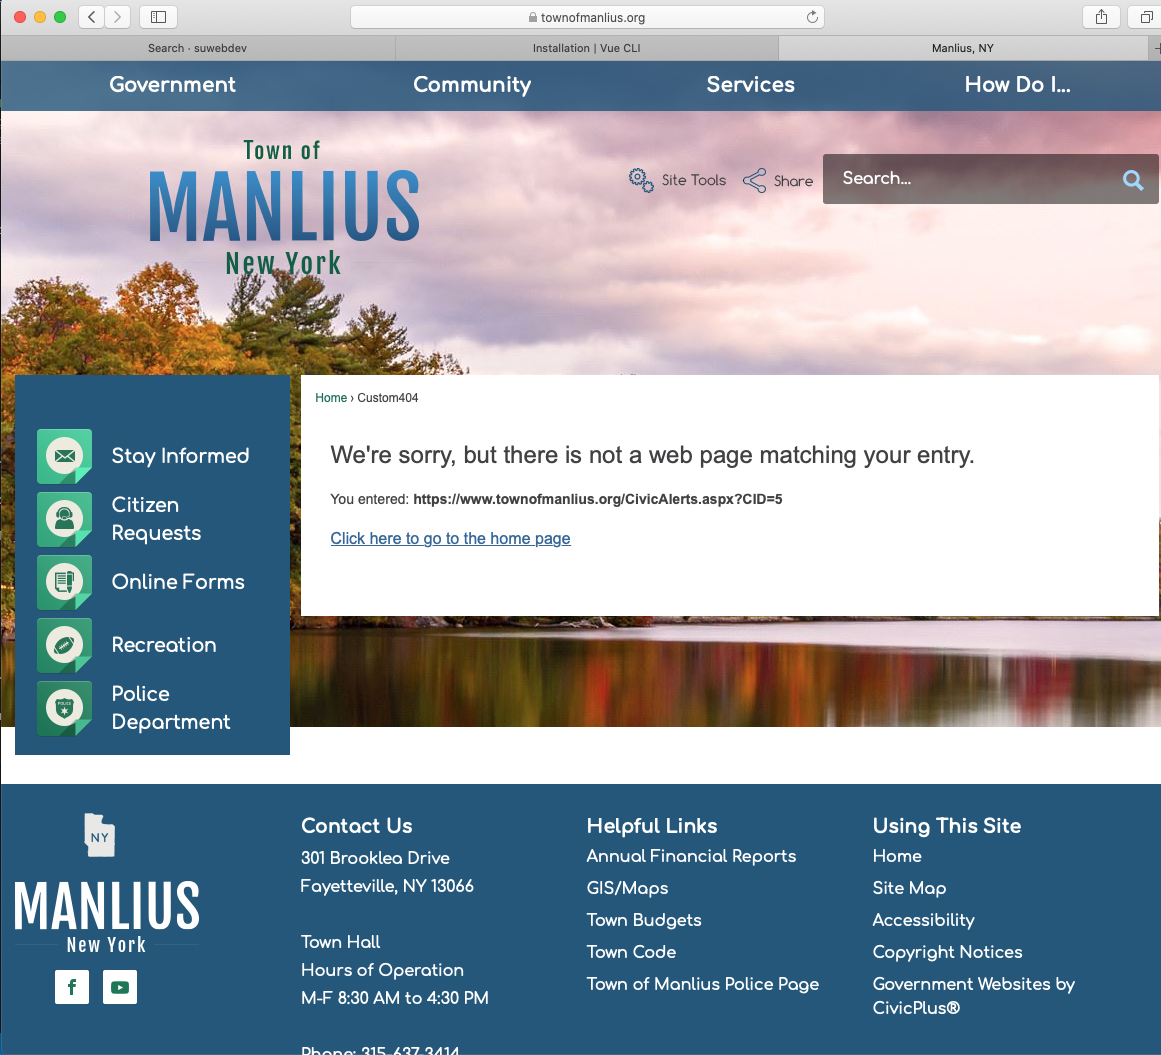 townofmanlius.org
Search · suwebdev
Installation | Vue CLI
Manlius, NY
Government
Community
Services
How Do I...
Town of
MANLIUS
New York
Site Tools
Share
Search...
Home › Custom404
We're sorry, but there is not a web page matching your entry.
You entered: https://www.townofmanlius.org/CivicAlerts.aspx?CID=5
Click here to go to the home page
Stay Informed
Citizen
Requests
Online Forms
Recreation
POLICE
Police
Department
NY
MANLIUS
New York
Contact Us
301 Brooklea Drive
Fayetteville, NY 13066
Town Hall
Hours of Operation
M-F 8:30 AM to 4:30 PM
Phone: 315-637-3414
Helpful Links
Annual Financial Reports
GIS/Maps
Town Budgets
Town Code
Town of Manlius Police Page
Using This Site
Home
Site Map
Accessibility
Copyright Notices
Government Websites by
CivicPlus®